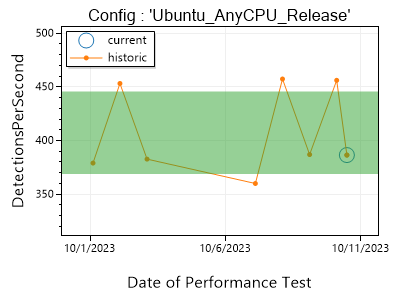 Config : 'Ubuntu_AnyCPU_Release'
500
current
historic
450
400
350
DetectionsPerSecond
10/1/2023
10/6/2023
10/11/2023
Date of Performance Test